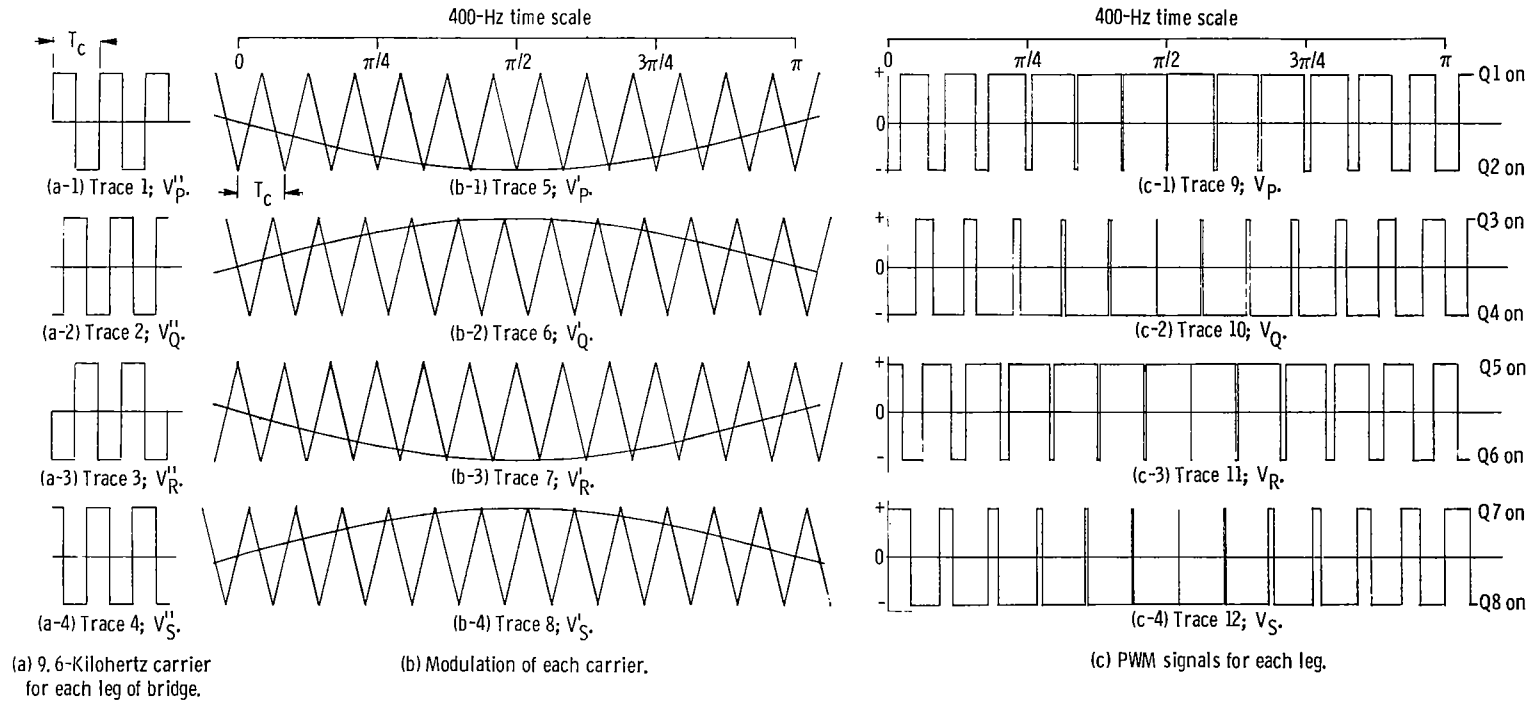 400-Hz time scale
0 π/4 π/2 3π/4 π
400-Hz time scale
0 π/4 π/2 3π/4 π
T_c
(a-1) Trace 1; V''_P.
T_c
(b-1) Trace 5; V'_P.
+
0
-
Q1 on
Q2 on
(c-1) Trace 9; V_P.
(a-2) Trace 2; V''_Q.
(b-2) Trace 6; V'_Q.
+
0
-
Q3 on
Q4 on
(c-2) Trace 10; V_Q.
(a-3) Trace 3; V''_R.
(b-3) Trace 7; V'_R.
+
0
-
Q5 on
Q6 on
(c-3) Trace 11; V_R.
(a-4) Trace 4; V''_S.
(b-4) Trace 8; V'_S.
+
0
-
Q7 on
Q8 on
(c-4) Trace 12; V_S.
(a) 9.6-Kilohertz carrier
for each leg of bridge.
(b) Modulation of each carrier.
(c) PWM signals for each leg.